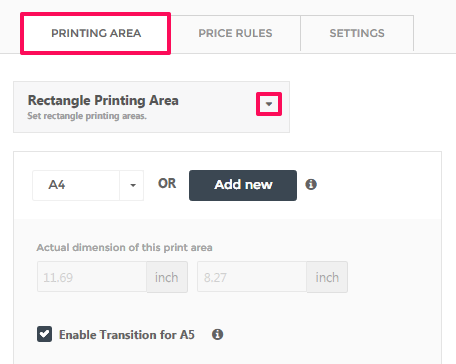 PRINTING AREA PRICE RULES SETTINGS
Rectangle Printing Area
Set rectangle printing areas.
A4 OR Add new
Actual dimension of this print area
11.69 inch 8.27 inch
Enable Transition for A5